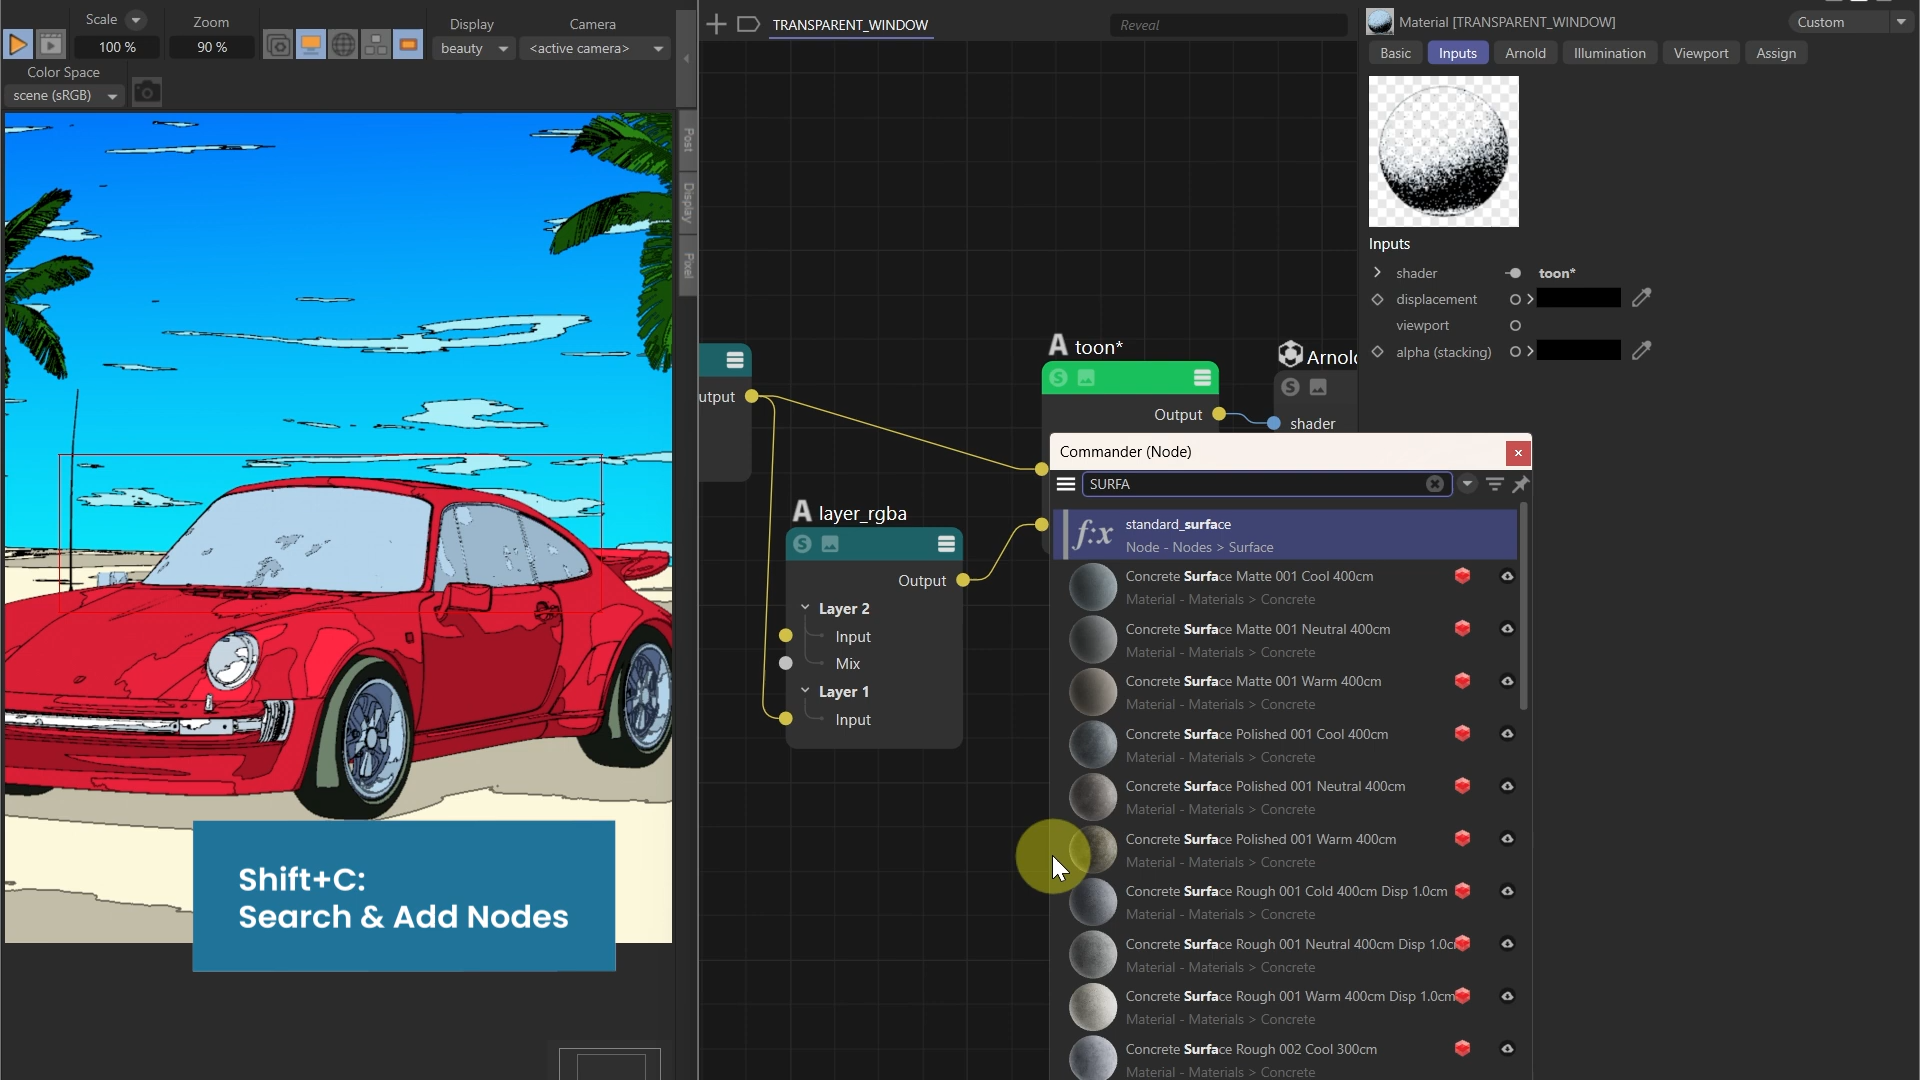 Scale
Zoom
Display
Camera
100 %
90 %
beauty
<active camera>
Color Space
scene (sRGB)
Post
Display
Pixel
TRANSPARENT_WINDOW
Reveal
Material [TRANSPARENT_WINDOW]
Custom
Basic
Inputs
Arnold
Illumination
Viewport
Assign
Inputs
shader
toon*
displacement
viewport
alpha (stacking)
utput
A toon*
Arnold
Output
shader
A layer_rgba
Output
Layer 2
Input
Mix
Layer 1
Input
Commander (Node)
SURFA
f:x
standard_surface
Node - Nodes > Surface
Concrete Surface Matte 001 Cool 400cm
Material - Materials > Concrete
Concrete Surface Matte 001 Neutral 400cm
Material - Materials > Concrete
Concrete Surface Matte 001 Warm 400cm
Material - Materials > Concrete
Concrete Surface Polished 001 Cool 400cm
Material - Materials > Concrete
Concrete Surface Polished 001 Neutral 400cm
Material - Materials > Concrete
Concrete Surface Polished 001 Warm 400cm
Material - Materials > Concrete
Concrete Surface Rough 001 Cold 400cm Disp 1.0cm
Material - Materials > Concrete
Concrete Surface Rough 001 Neutral 400cm Disp 1.0c
Material - Materials > Concrete
Concrete Surface Rough 001 Warm 400cm Disp 1.0cm
Material - Materials > Concrete
Concrete Surface Rough 002 Cool 300cm
Material - Materials > Concrete
Shift+C:
Search & Add Nodes